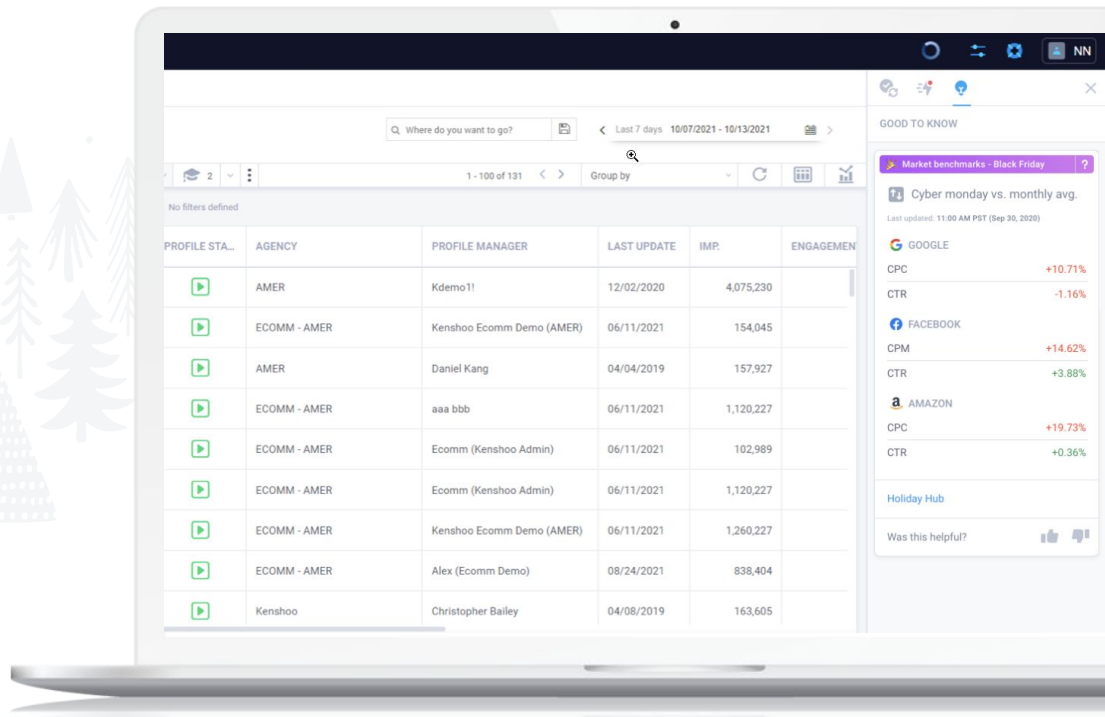 NN
GOOD TO KNOW
Where do you want to go?
Last 7 days 10/07/2021 - 10/13/2021
2
1 - 100 of 131
Group by
No filters defined
PROFILE STA... AGENCY PROFILE MANAGER LAST UPDATE IMP. ENGAGEMEN
AMER Kdemo1! 12/02/2020 4,075,230
ECOMM - AMER Kenshoo Ecomm Demo (AMER) 06/11/2021 154,045
AMER Daniel Kang 04/04/2019 157,927
ECOMM - AMER aaa bbb 06/11/2021 1,120,227
ECOMM - AMER Ecomm (Kenshoo Admin) 06/11/2021 102,989
ECOMM - AMER Ecomm (Kenshoo Admin) 06/11/2021 1,120,227
ECOMM - AMER Kenshoo Ecomm Demo (AMER) 06/11/2021 1,260,227
ECOMM - AMER Alex (Ecomm Demo) 08/24/2021 838,404
Kenshoo Christopher Bailey 04/08/2019 163,605
Market benchmarks - Black Friday ?
Cyber monday vs. monthly avg.
Last updated: 11:00 AM PST (Sep 30, 2020)
GOOGLE
CPC +10.71%
CTR -1.16%
FACEBOOK
CPM +14.62%
CTR +3.88%
AMAZON
CPC +19.73%
CTR +0.36%
Holiday Hub
Was this helpful?